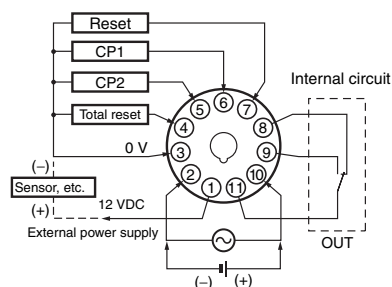 Reset
CP1
CP2
Total reset
Internal circuit
6
5
7
4
8
0 V
3
9
2
10
1
11
(−)
Sensor, etc.
(+)
12 VDC
External power supply
OUT
(−)
(+)